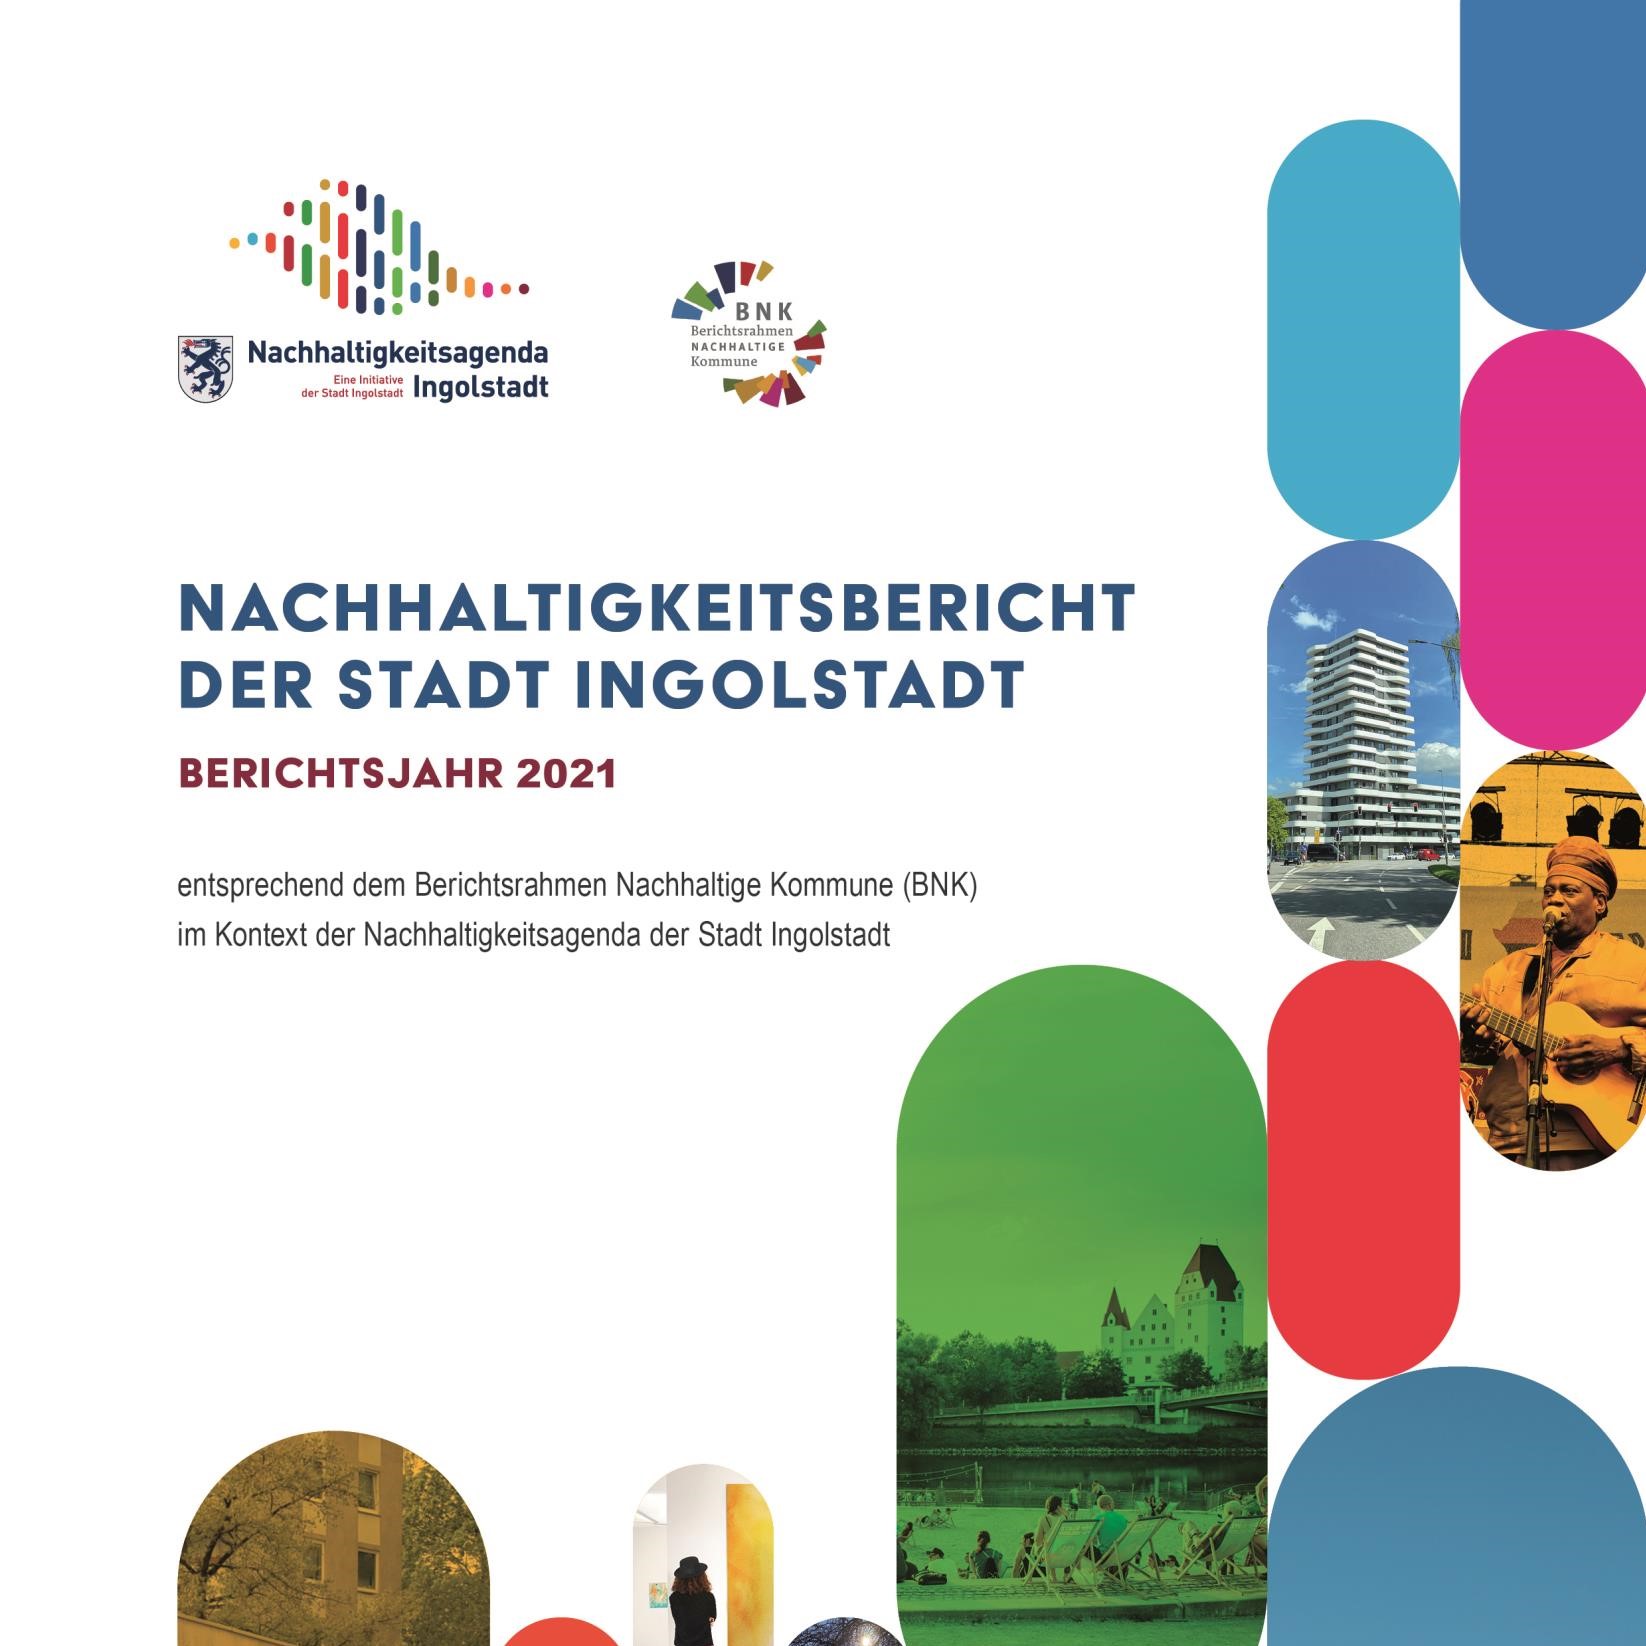 Nachhaltigkeitsagenda
Eine Initiative
der Stadt Ingolstadt
Ingolstadt
BNK
Berichtsrahmen
NACHHALTIGE
Kommune
NACHHALTIGKEITSBERICHT
DER STADT INGOLSTADT
BERICHTSJAHR 2021
entsprechend dem Berichtsrahmen Nachhaltige Kommune (BNK)
im Kontext der Nachhaltigkeitsagenda der Stadt Ingolstadt